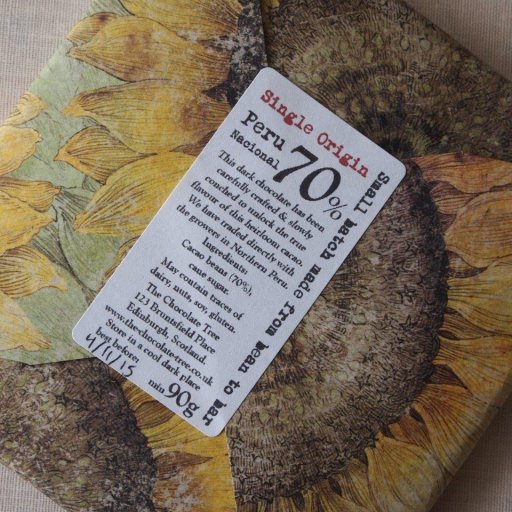 Single Origin
Peru 70%
Nacional
This dark chocolate has been
carefully crafted & slowly
conched to unlock the true
flavour of this heirloom cacao.
We have traded directly with
the growers in Northern Peru.
Ingredients:
Cacao beans (70%),
cane sugar.
May contain traces of
dairy, nuts, soy, gluten.
The Chocolate Tree
123 Bruntsfield Place
Edinburgh, Scotland.
www.the-chocolate-tree.co.uk
Store in a cool dark place
best before:
4/11/15
min 90g
Small batch made from bean to bar